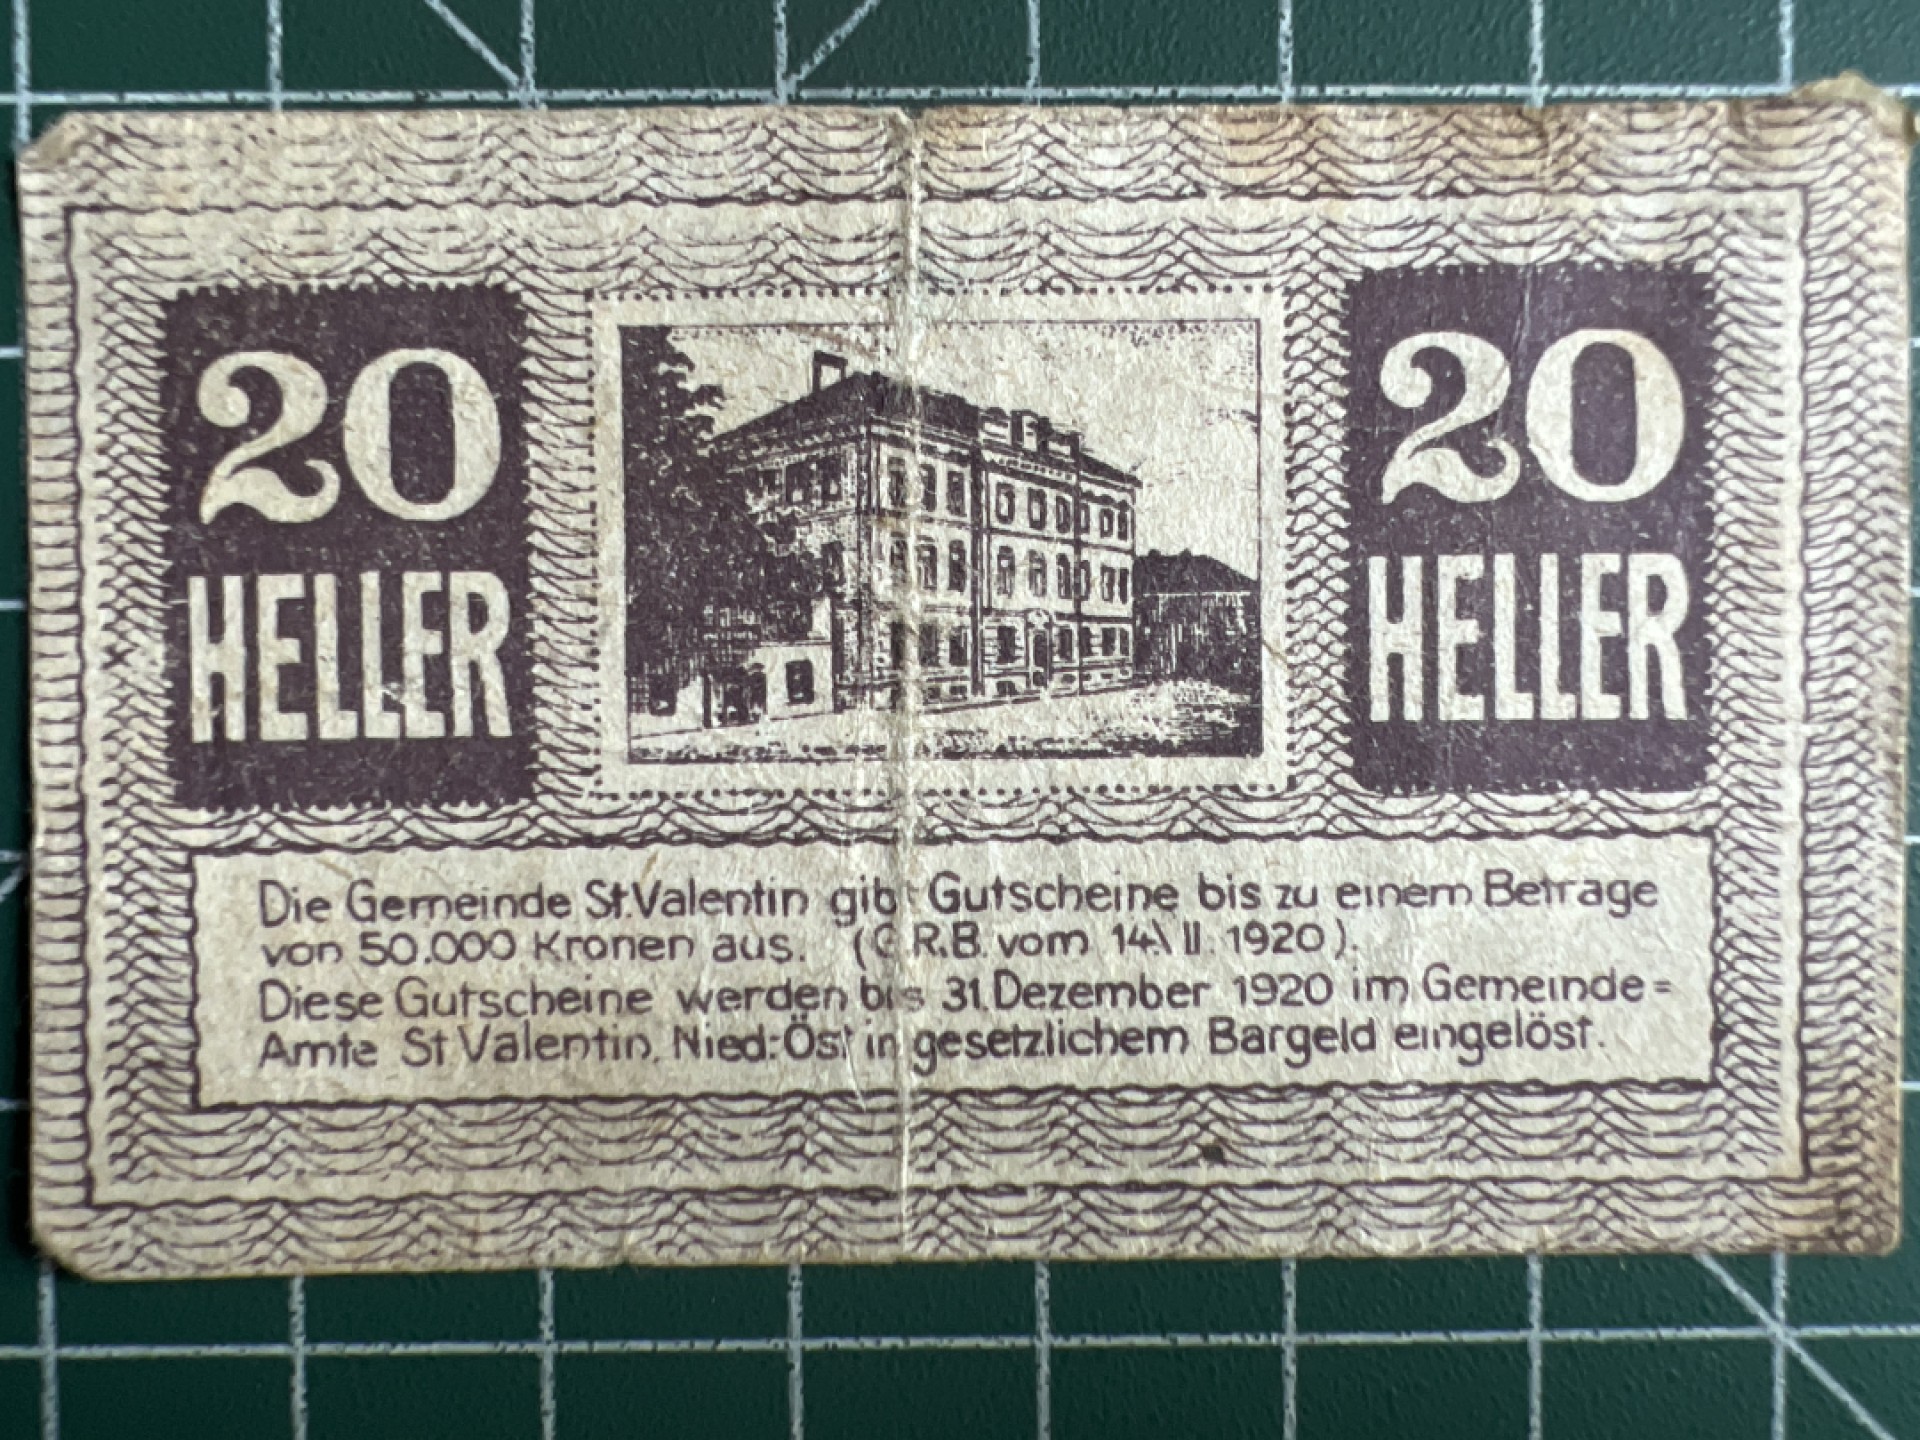 20
HELLER
20
HELLER
Die Gemeinde St. Valentin gibt Gutscheine bis zu einem Betrage
von 50.000 Kronen aus. (G.R.B. vom 14.\II. 1920).
Diese Gutscheine werden bis 31. Dezember 1920 im Gemeinde=
Amte St Valentin, Nied:Öst in gesetzlichem Bargeld eingelöst.